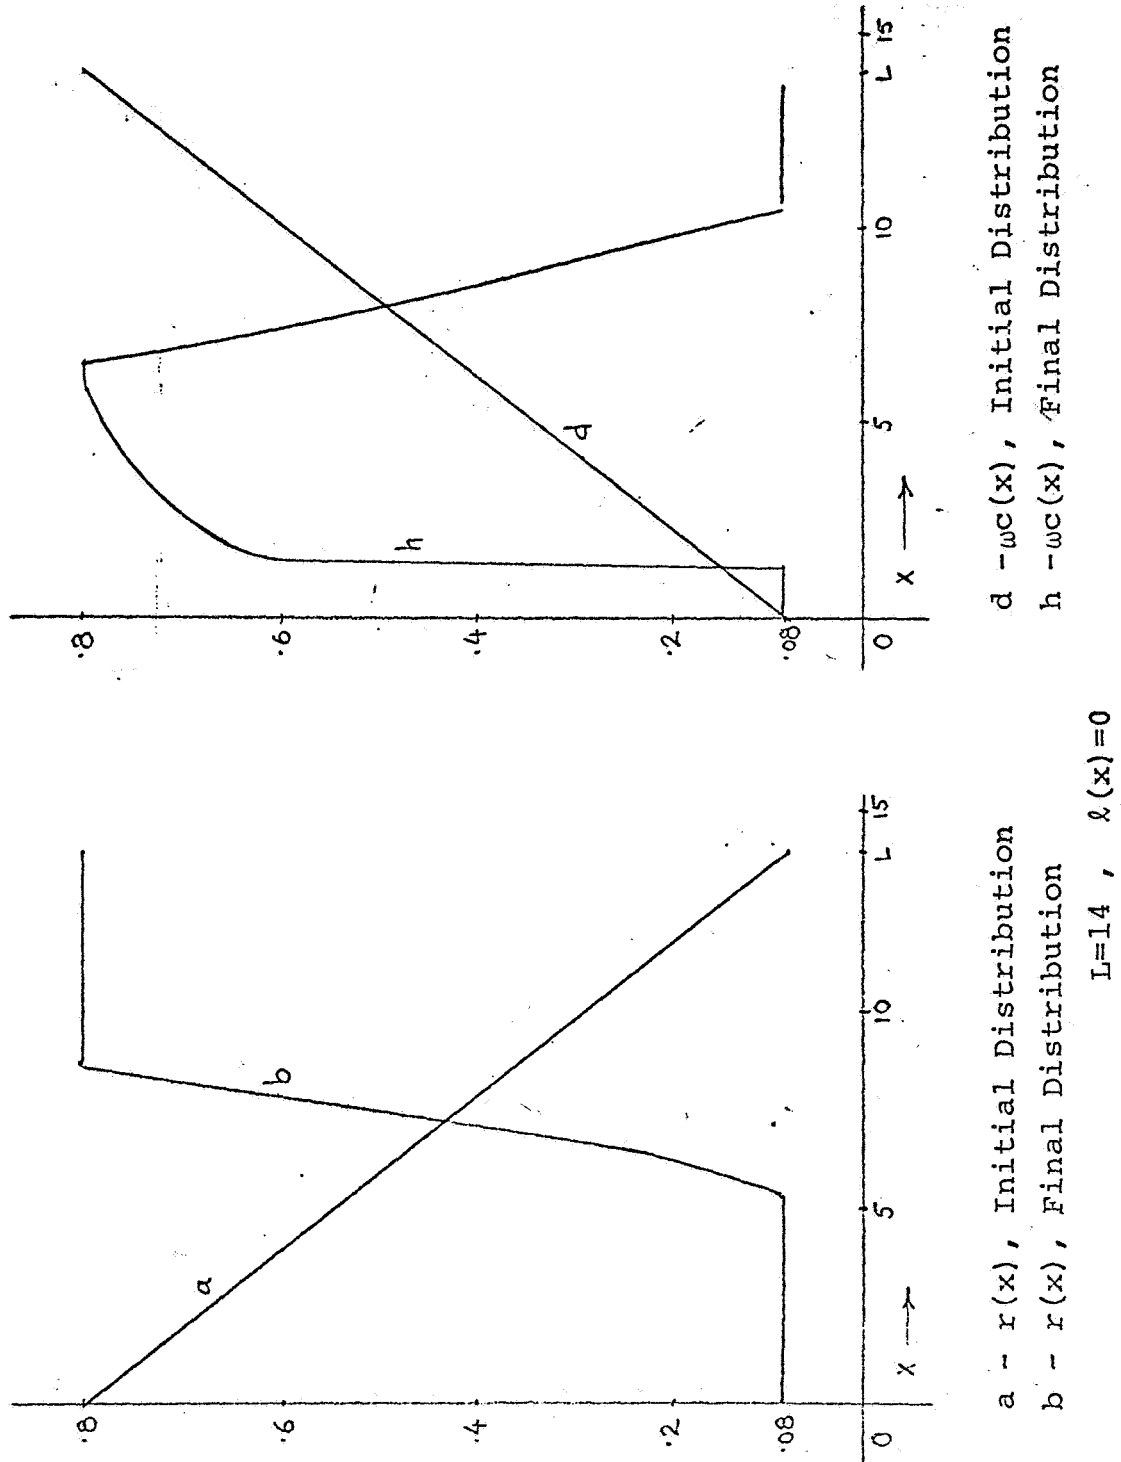 .8
.6
.4
.2
.08
0
a
b
5
10
L
15
X →
a - r(x), Initial Distribution
b - r(x), Final Distribution
.8
.6
.4
.2
.08
0
h
d
5
10
L
15
X →
d -ωc(x), Initial Distribution
h -ωc(x), Final Distribution
L=14 , ℓ(x)=0